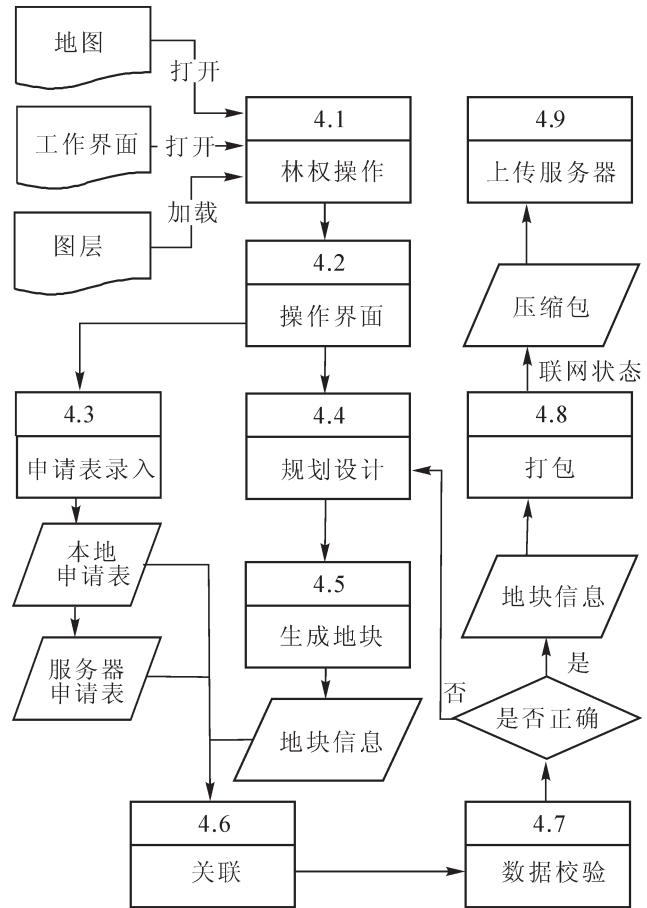 地图
打开
工作界面
打开
图层
加载
4.1
林权操作
4.2
操作界面
4.3
申请表录入
本地
申请表
服务器
申请表
4.4
规划设计
4.5
生成地块
地块信息
4.6
关联
4.7
数据校验
是否正确
否
是
地块信息
4.8
打包
联网状态
压缩包
4.9
上传服务器